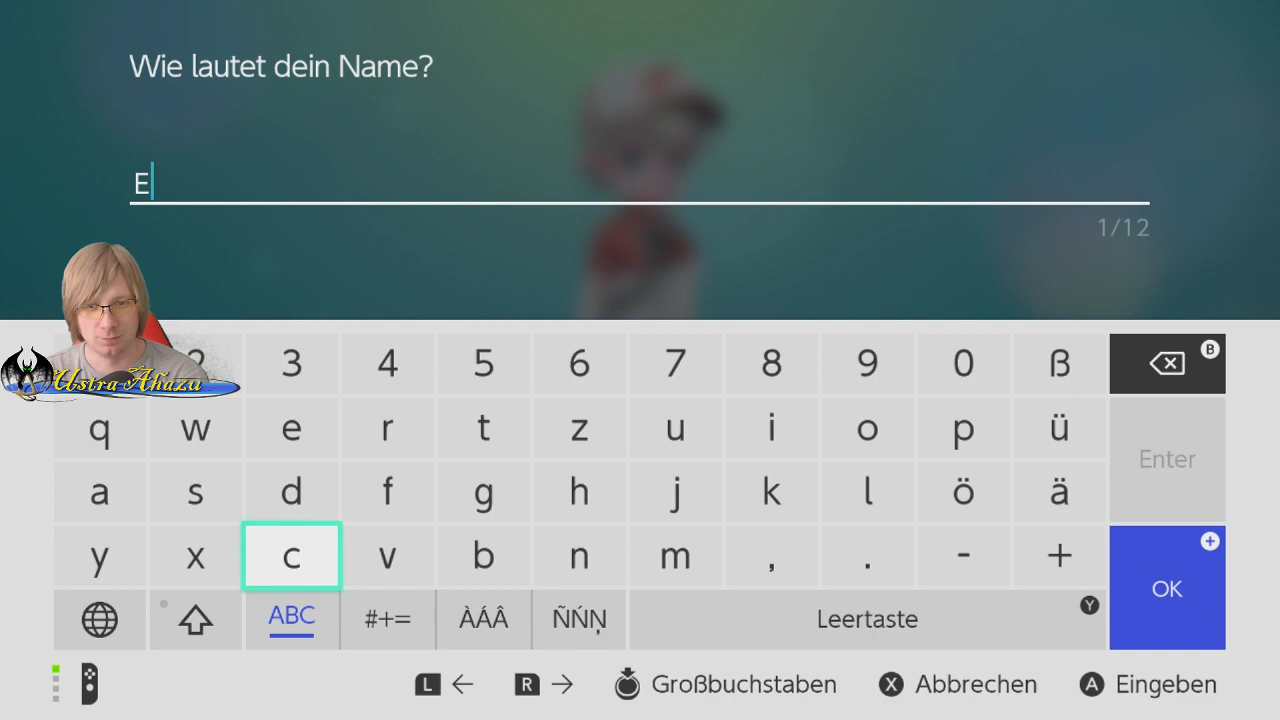 Wie lautet dein Name?
E
1/12
Ustra Ahazu
2 3 4 5 6 7 8 9 0 ß B
q w e r t z u i o p ü
Enter
a s d f g h j k l ö ä
y x c v b n m , . - + +
OK
ABC #+= ÀÁÂ ÑŃŅ Leertaste Y
L ← R → Großbuchstaben X Abbrechen A Eingeben